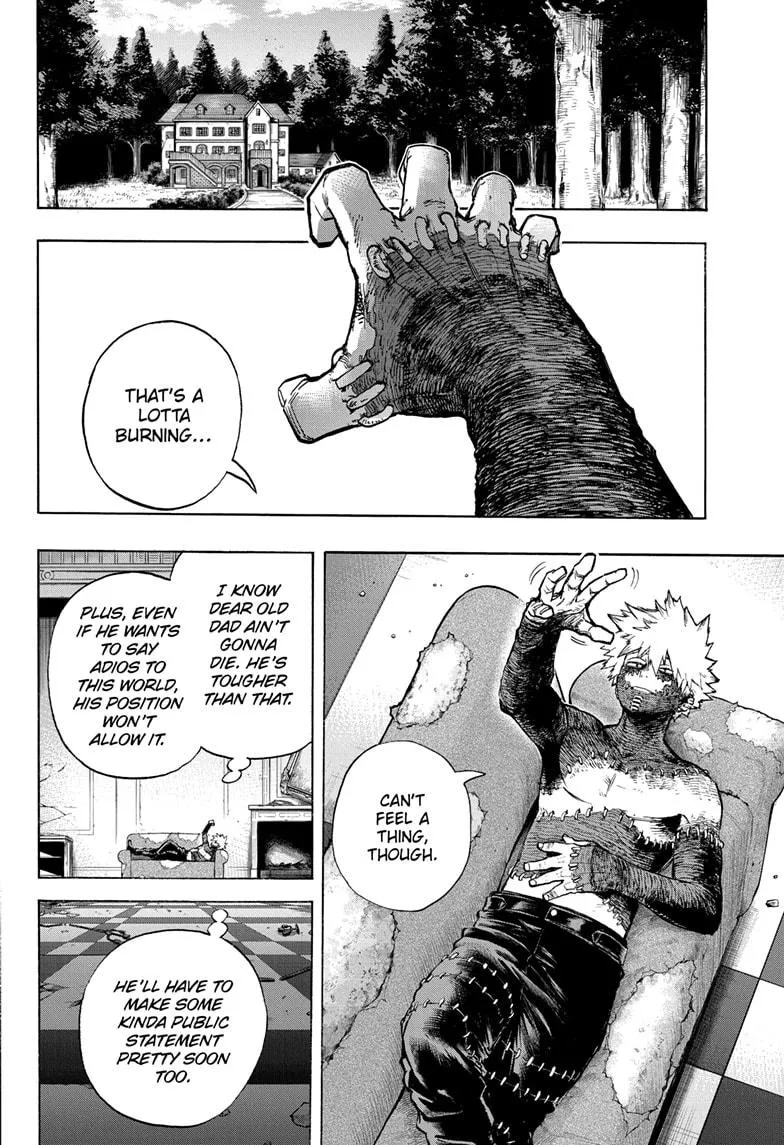 THAT'S A
LOTTA
BURNING...
CAN'T
FEEL A
THING,
THOUGH.
I KNOW
DEAR OLD
DAD AIN'T
GONNA
DIE. HE'S
TOUGHER
THAN THAT.
PLUS, EVEN
IF HE WANTS
TO SAY
ADIOS TO
THIS WORLD,
HIS POSITION
WON'T
ALLOW IT.
HE'LL HAVE TO
MAKE SOME
KINDA PUBLIC
STATEMENT
PRETTY SOON
TOO.